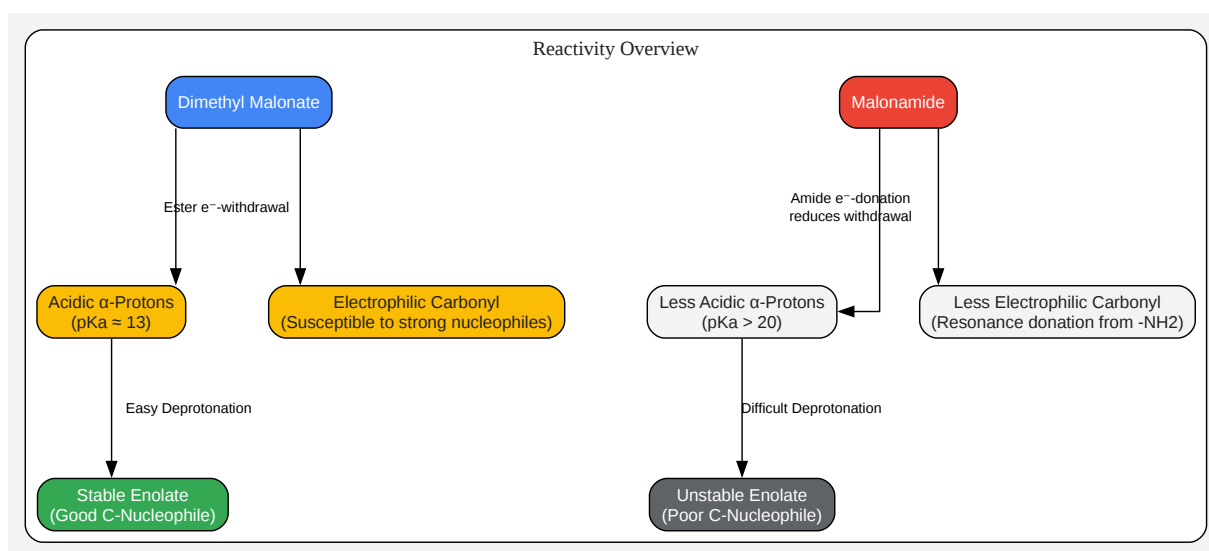 Reactivity Overview
Dimethyl Malonate
Malonamide
Ester e⁻-withdrawal
Amide e⁻-donation
reduces withdrawal
Acidic α-Protons
(pKa ≈ 13)
Electrophilic Carbonyl
(Susceptible to strong nucleophiles)
Less Acidic α-Protons
(pKa > 20)
Less Electrophilic Carbonyl
(Resonance donation from -NH2)
Easy Deprotonation
Difficult Deprotonation
Stable Enolate
(Good C-Nucleophile)
Unstable Enolate
(Poor C-Nucleophile)